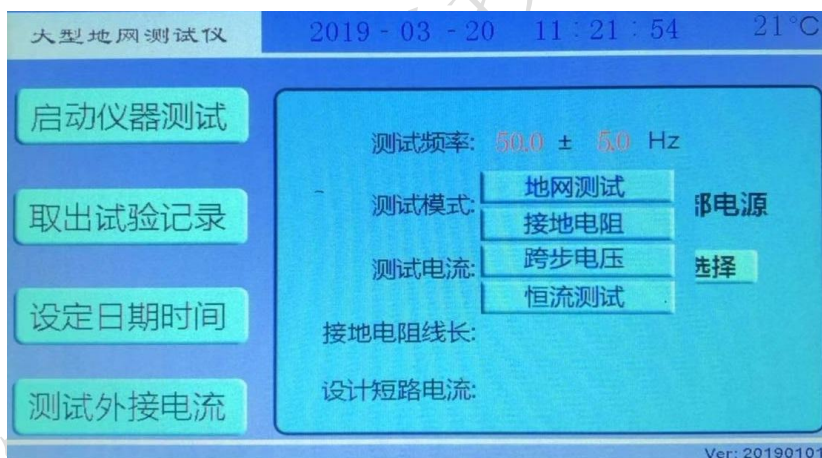 大型地网测试仪
2019 - 03 - 20 11 : 21 : 54 21°C
启动仪器测试
取出试验记录
设定日期时间
测试外接电流
测试频率: 50.0 ± 5.0 Hz
测试模式:
地网测试
接地电阻
跨步电压
恒流测试
部电源
测试电流:
选择
接地电阻线长:
设计短路电流:
Ver: 20190101